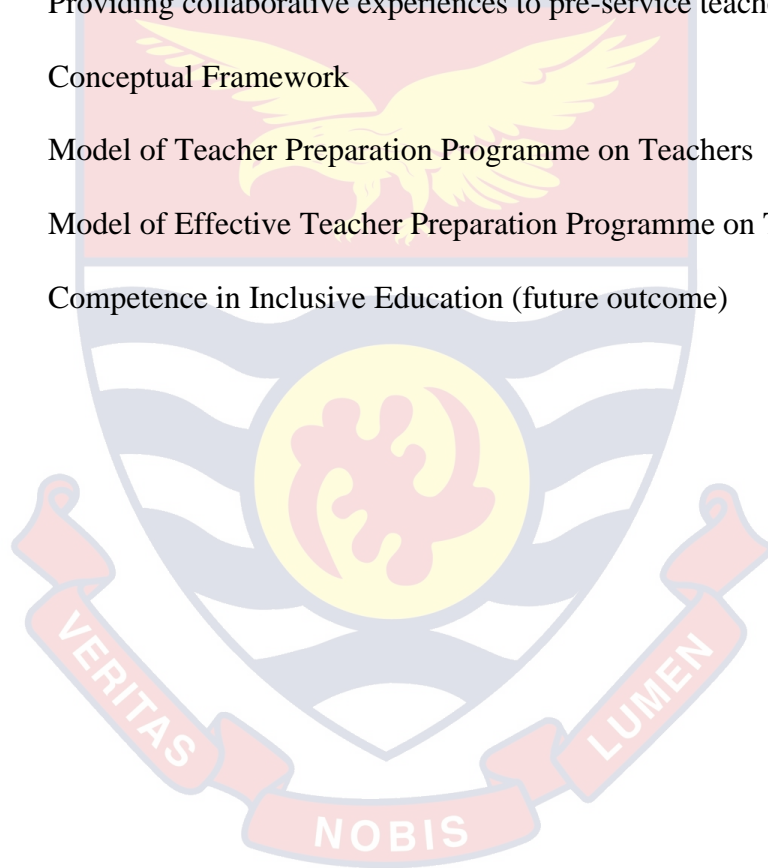 Providing collaborative experiences to pre-service
Conceptual Framework
Model of Teacher Preparation Programme on Teachers
Model of Effective Teacher Preparation Programme on
Competence in Inclusive Education (future outcome)
VERITAS
NOBIS
LUMEN